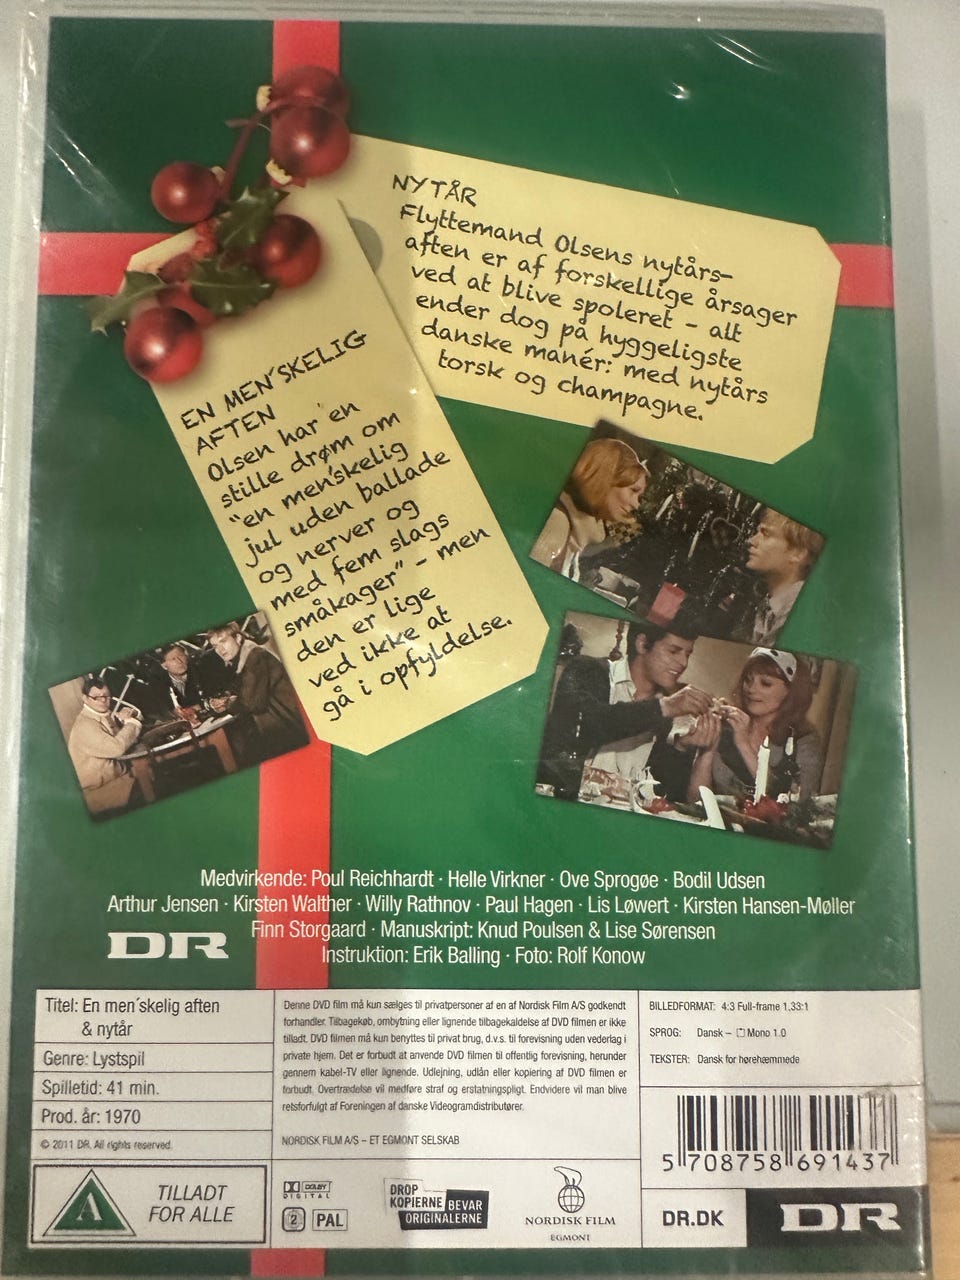 NYTÅR
Flyttemand Olsens nytårs-
aften er af forskellige årsager
ved at blive spoleret - alt
ender dog på hyggeligste
danske manér: med nytårs
torsk og champagne.
EN MEN'SKELIG
AFTEN
Olsen har en
stille drøm om
"en men'skelig
jul uden ballade
og nerver og
med fem slags
småkager" - men
den er lige
ved ikke at
gå i opfyldelse.
Medvirkende: Poul Reichhardt · Helle Virkner · Ove Sprogøe · Bodil Udsen
Arthur Jensen · Kirsten Walther · Willy Rathnov · Paul Hagen · Lis Løwert · Kirsten Hansen-Møller
Finn Storgaard · Manuskript: Knud Poulsen & Lise Sørensen
Instruktion: Erik Balling · Foto: Rolf Konow
DR
Titel: En men'skelig aften
& nytår
Genre: Lystspil
Spilletid: 41 min.
Prod. år: 1970
© 2011 DR. All rights reserved.
A
TILLADT
FOR ALLE
Denne DVD film må kun sælges til privatpersoner af en af Nordisk Film A/S godkendt
forhandler. Tilbagekøb, ombytning eller lignende tilbagekaldelse af DVD filmen er ikke
tilladt. DVD filmen må kun benyttes til privat brug, d.v.s. til forevisning uden vederlag i
private hjem. Det er forbudt at anvende DVD filmen til offentlig forevisning, herunder
gennem kabel-TV eller lignende. Udlejning, udlån eller kopiering af DVD filmen er
forbudt. Overtrædelse vil medføre straf og erstatningspligt. Endvidere vil man blive
retsforfulgt af Foreningen af danske Videogramdistributører.
NORDISK FILM A/S – ET EGMONT SELSKAB
DOLBY
DIGITAL
2
PAL
DROP
KOPIERNE
BEVAR
ORIGINALERNE
NORDISK FILM
EGMONT
BILLEDFORMAT: 4:3 Full-frame 1,33:1
SPROG: Dansk – Mono 1.0
TEKSTER: Dansk for hørehæmmede
5 708758 691437
DR.DK
DR